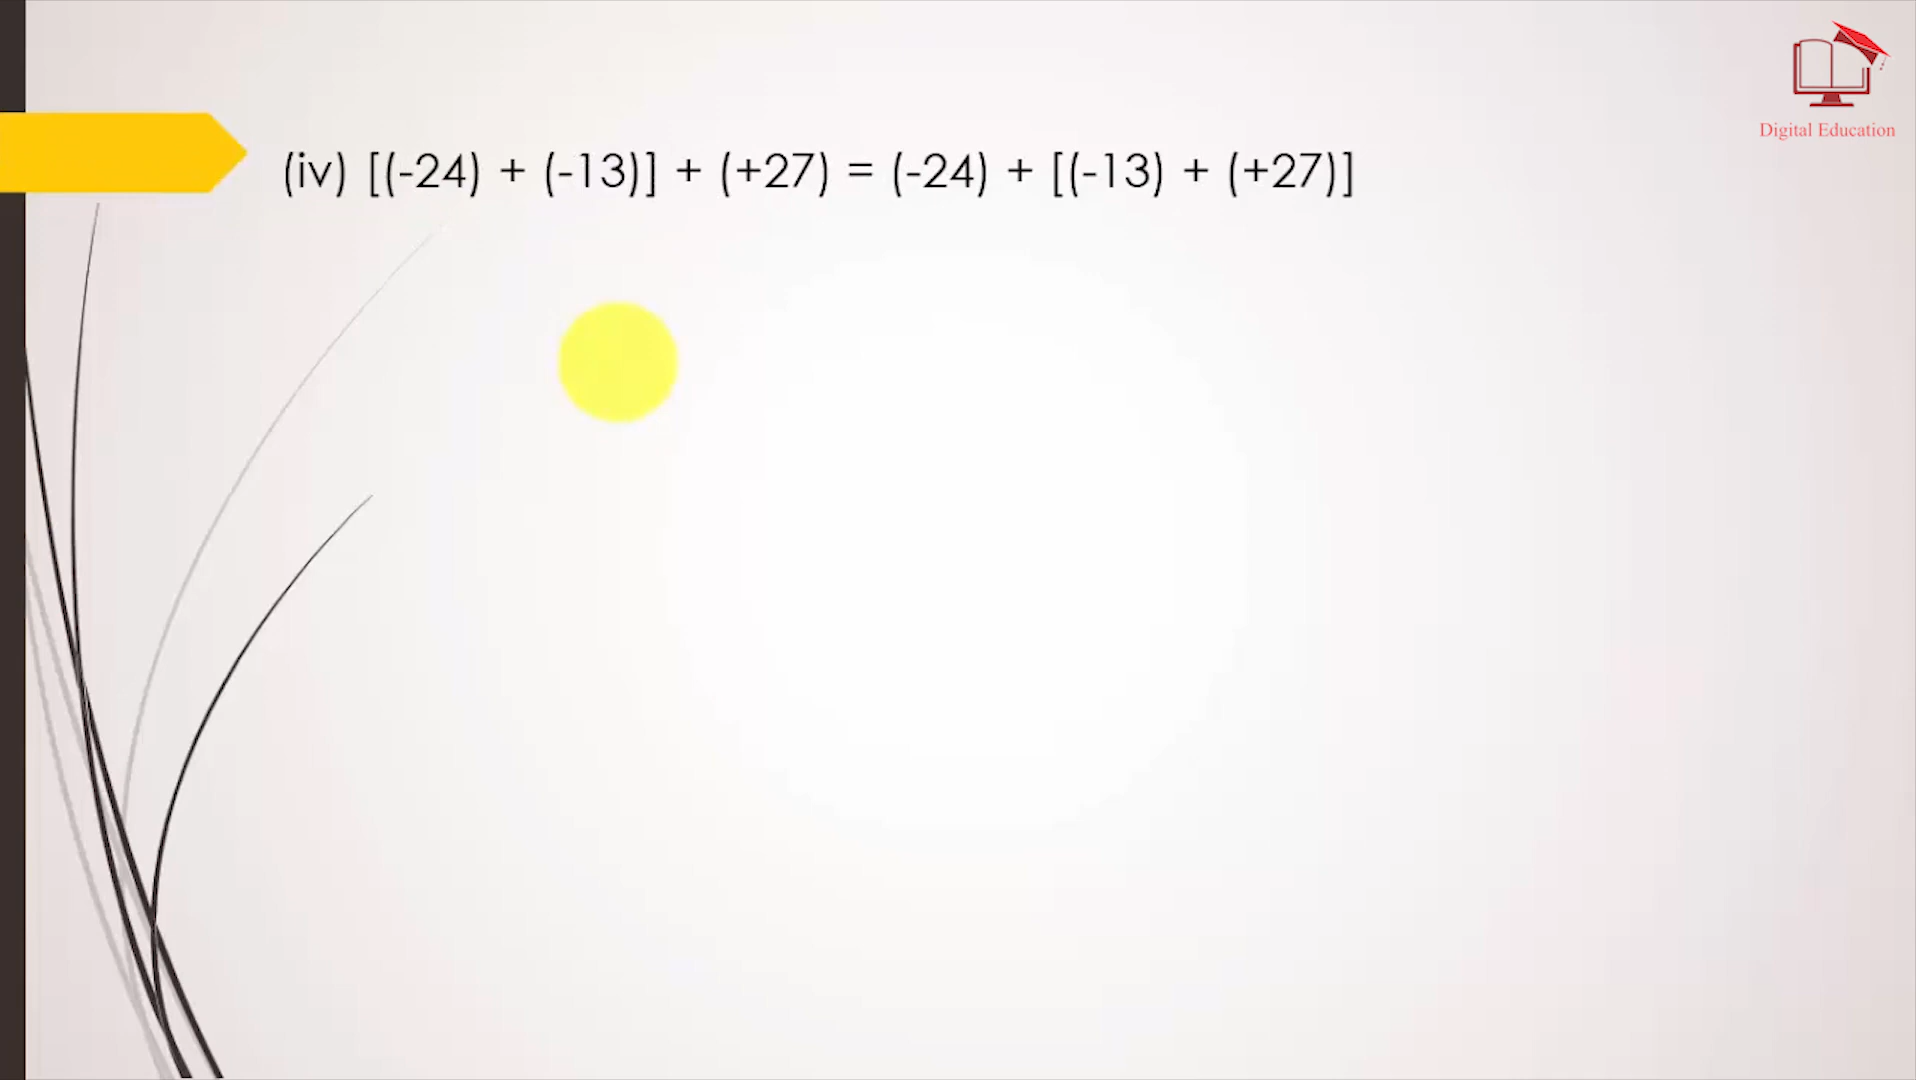 Digital Education
(iv) [(-24) + (-13)] + (+27) = (-24) + [(-13) + (+27)]